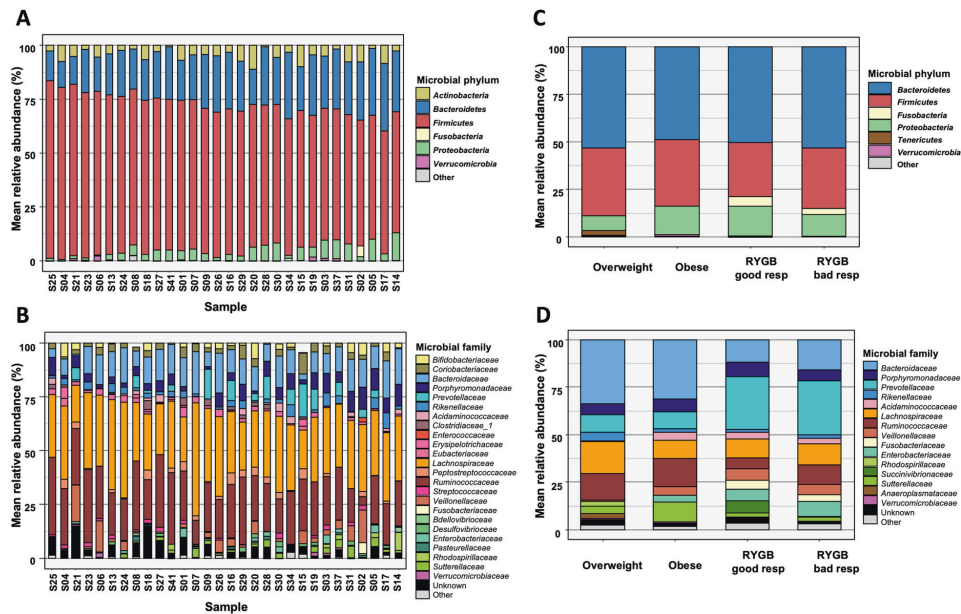 A
Mean relative abundance (%)
100
75
50
25
0
S25 S04 S21 S23 S06 S13 S24 S08 S18 S27 S41 S01 S07 S09 S26 S16 S29 S20 S28 S30 S34 S15 S19 S03 S37 S31 S02 S05 S17 S14
Sample
Microbial phylum
Actinobacteria
Bacteroidetes
Firmicutes
Fusobacteria
Proteobacteria
Verrucomicrobia
Other
C
Mean relative abundance (%)
100
75
50
25
0
Overweight Obese RYGB RYGB
good resp bad resp
Microbial phylum
Bacteroidetes
Firmicutes
Fusobacteria
Proteobacteria
Tenericutes
Verrucomicrobia
Other
B
Mean relative abundance (%)
100
75
50
25
0
S25 S04 S21 S23 S06 S13 S24 S08 S18 S27 S41 S01 S07 S09 S26 S16 S29 S20 S28 S30 S34 S15 S19 S03 S37 S31 S02 S05 S17 S14
Sample
Microbial family
Bifidobacteriaceae
Coriobacteriaceae
Bacteroidaceae
Porphyromonadaceae
Prevotellaceae
Rikenellaceae
Acidaminococcaceae
Clostridiaceae_1
Enterococcaceae
Erysipelotrichaceae
Eubacteriaceae
Lachnospiraceae
Peptostreptococcaceae
Ruminococcaceae
Streptococcaceae
Veillonellaceae
Fusobacteriaceae
Bdellovibrioceae
Desulfovibrioceae
Enterobacteriaceae
Pasteurellaceae
Rhodospirillaceae
Sutterellaceae
Verrucomicrobiaceae
Unknown
Other
D
Mean relative abundance (%)
100
75
50
25
0
Overweight Obese RYGB RYGB
good resp bad resp
Microbial family
Bacteroidaceae
Porphyromonadaceae
Prevotellaceae
Rikenellaceae
Acidaminococcaceae
Lachnospiraceae
Ruminococcaceae
Veillonellaceae
Fusobacteriaceae
Enterobacteriaceae
Rhodospirillaceae
Succinivibrionaceae
Sutterellaceae
Anaeroplasmataceae
Verrucomicrobiaceae
Unknown
Other